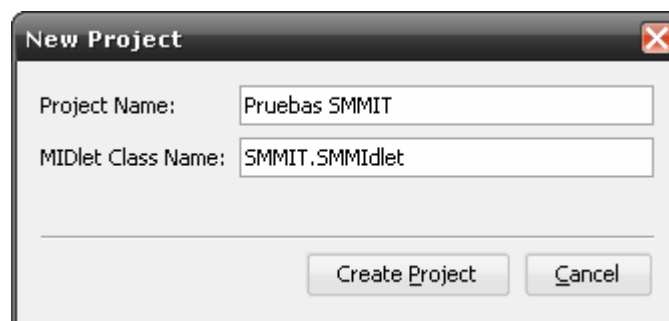 New Project
Project Name: Pruebas SMMIT
MIDlet Class Name: SMMIT.SMMIdlet
Create Project Cancel